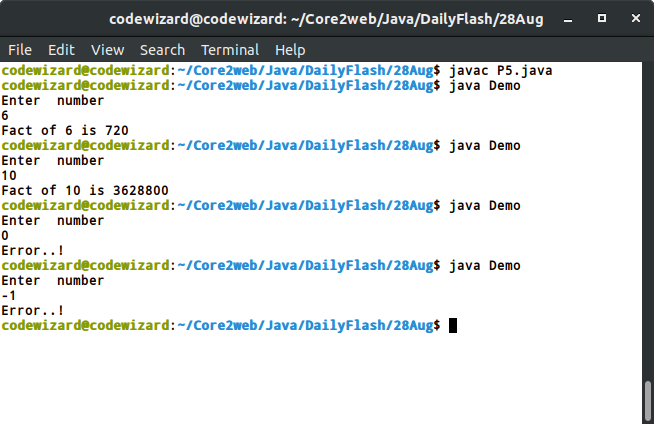 codewizard@codewizard: ~/Core2web/Java/DailyFlash/28Aug
File Edit View Search Terminal Help
codewizard@codewizard:~/Core2web/Java/DailyFlash/28Aug$ javac P5.java
codewizard@codewizard:~/Core2web/Java/DailyFlash/28Aug$ java Demo
Enter  number
6
Fact of 6 is 720
codewizard@codewizard:~/Core2web/Java/DailyFlash/28Aug$ java Demo
Enter  number
10
Fact of 10 is 3628800
codewizard@codewizard:~/Core2web/Java/DailyFlash/28Aug$ java Demo
Enter  number
0
Error..!
codewizard@codewizard:~/Core2web/Java/DailyFlash/28Aug$ java Demo
Enter  number
-1
Error..!
codewizard@codewizard:~/Core2web/Java/DailyFlash/28Aug$